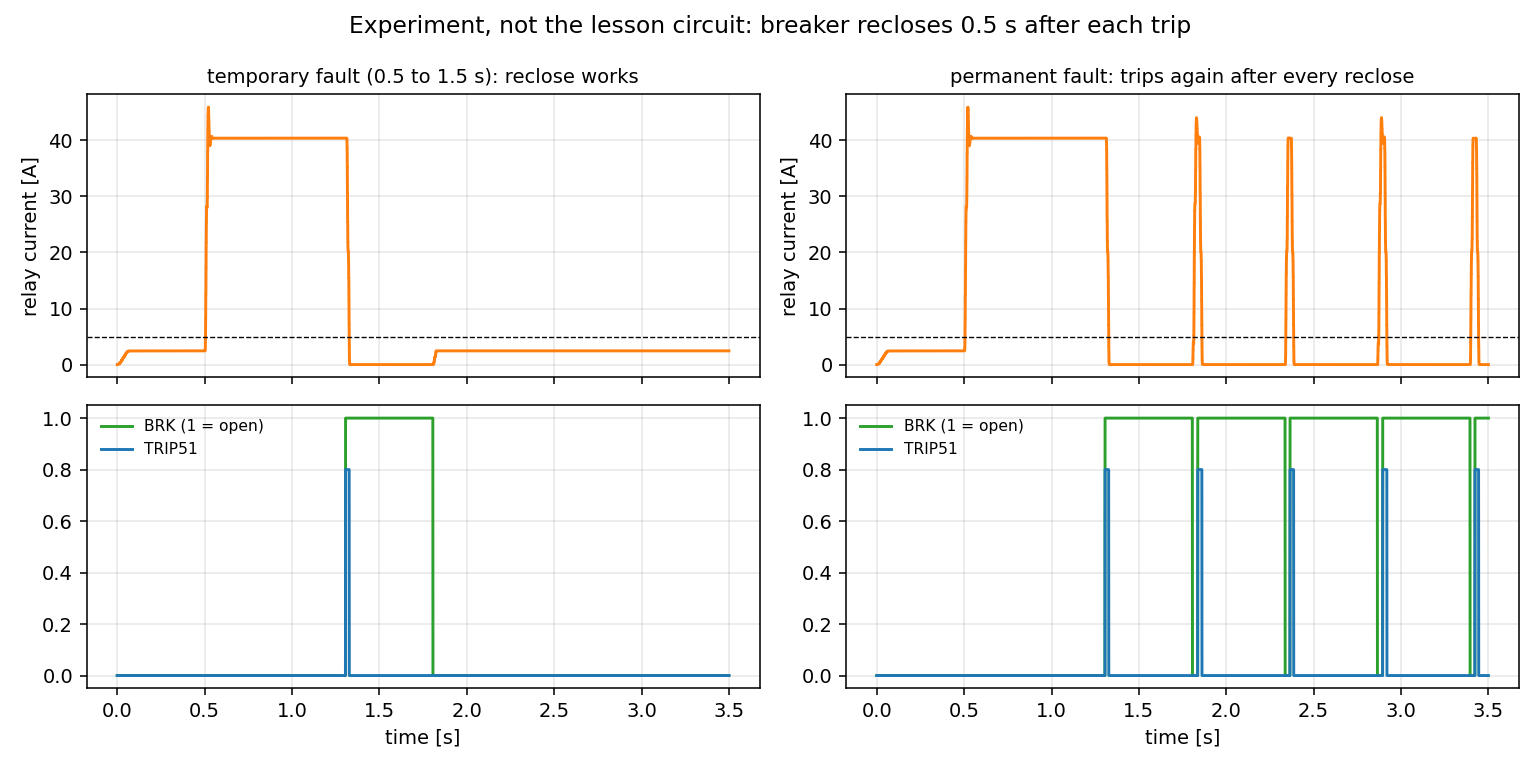 Experiment, not the lesson circuit: breaker recloses 0.5 s after each trip
temporary fault (0.5 to 1.5 s): reclose works
relay current [A]
40
30
20
10
0
permanent fault: trips again after every reclose
relay current [A]
40
30
20
10
0
BRK (1 = open)
TRIP51
1.0
0.8
0.6
0.4
0.2
0.0
0.0 0.5 1.0 1.5 2.0 2.5 3.0 3.5
time [s]
BRK (1 = open)
TRIP51
1.0
0.8
0.6
0.4
0.2
0.0
0.0 0.5 1.0 1.5 2.0 2.5 3.0 3.5
time [s]